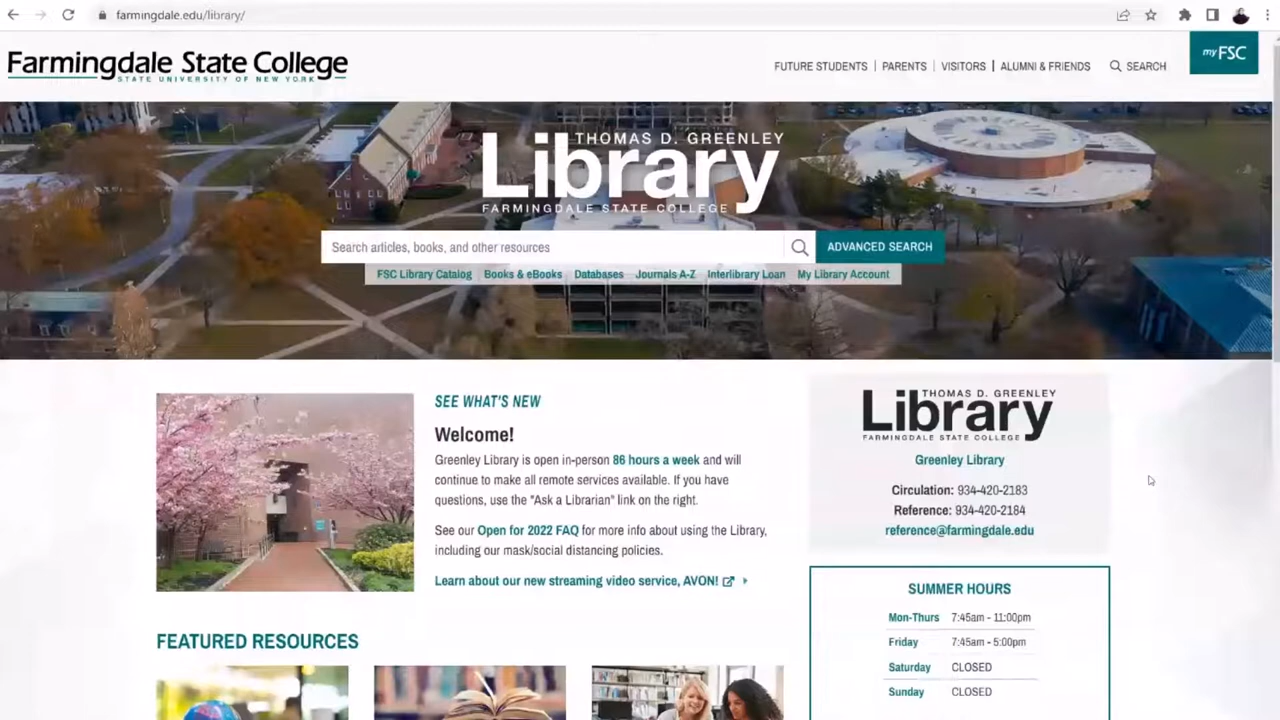 farmingdale.edu/library/
Farmingdale State College
STATE UNIVERSITY OF NEW YORK
FUTURE STUDENTS | PARENTS | VISITORS | ALUMNI & FRIENDS
SEARCH
myFSC
THOMAS D. GREENLEY
Library
FARMINGDALE STATE COLLEGE
Search articles, books, and other resources
ADVANCED SEARCH
FSC Library Catalog Books & eBooks Databases Journals A-Z Interlibrary Loan My Library Account
SEE WHAT'S NEW
Welcome!
Greenley Library is open in-person 86 hours a week and will
continue to make all remote services available. If you have
questions, use the "Ask a Librarian" link on the right.
See our Open for 2022 FAQ for more info about using the Library,
including our mask/social distancing policies.
Learn about our new streaming video service, AVON!
FEATURED RESOURCES
THOMAS D. GREENLEY
Library
FARMINGDALE STATE COLLEGE
Greenley Library
Circulation: 934-420-2183
Reference: 934-420-2184
reference@farmingdale.edu
SUMMER HOURS
Mon-Thurs 7:45am - 11:00pm
Friday 7:45am - 5:00pm
Saturday CLOSED
Sunday CLOSED